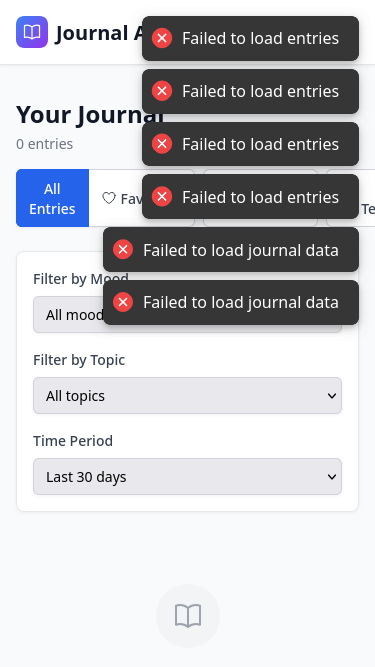 Journal A
Failed to load entries
Failed to load entries
Your Journal
0 entries
Failed to load entries
Failed to load entries
All
Entries
Fav
Te
Failed to load journal data
Filter by Mood
Failed to load journal data
All mood
Filter by Topic
All topics
Time Period
Last 30 days